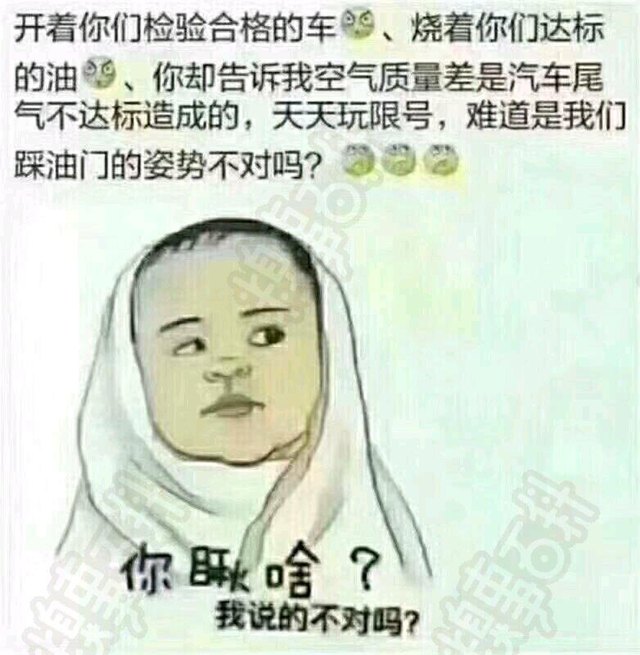 开着你们检验合格的车、烧着你们达标
的油、你却告诉我空气质量差是汽车尾
气不达标造成的，天天玩限号，难道是我们
踩油门的姿势不对吗？
你瞅啥？
我说的不对吗？